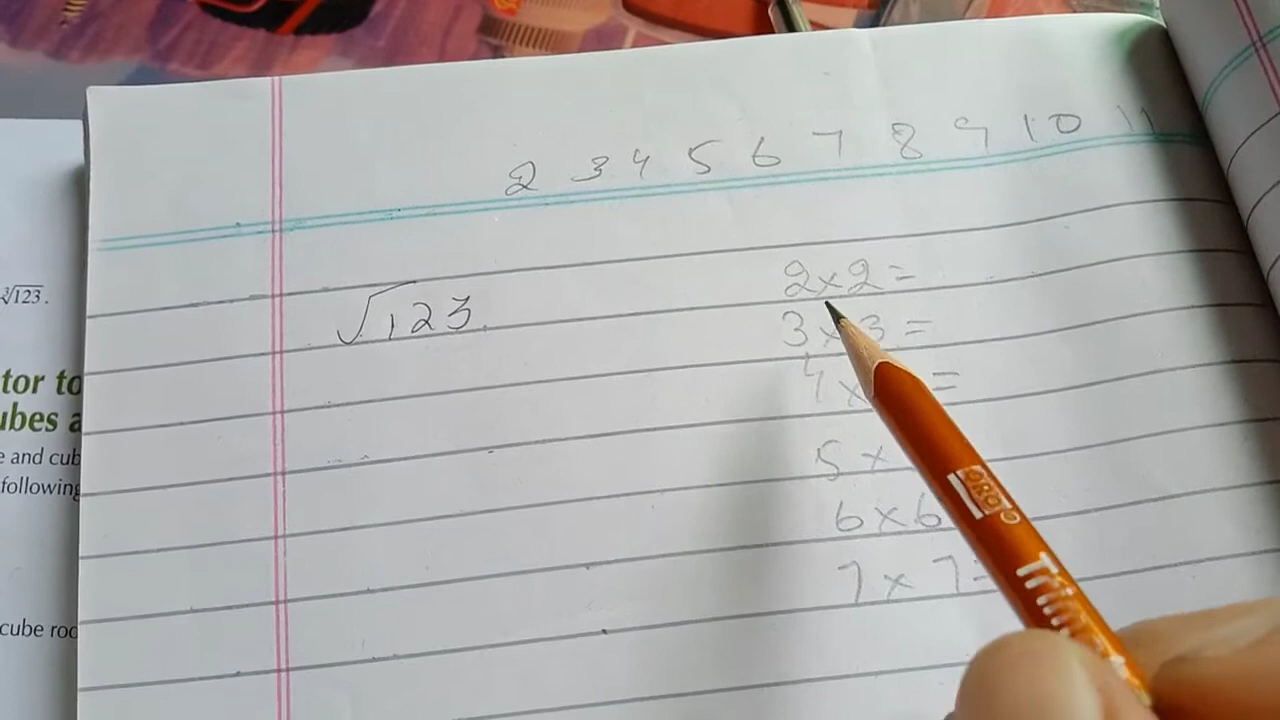 2 3 4 5 6 7 8 9 10 11
∛123.
√123
2×2=
3×3=
4× =
tor to
ubes a
e and cub
5×
following
6×6
7×7=
cube roo